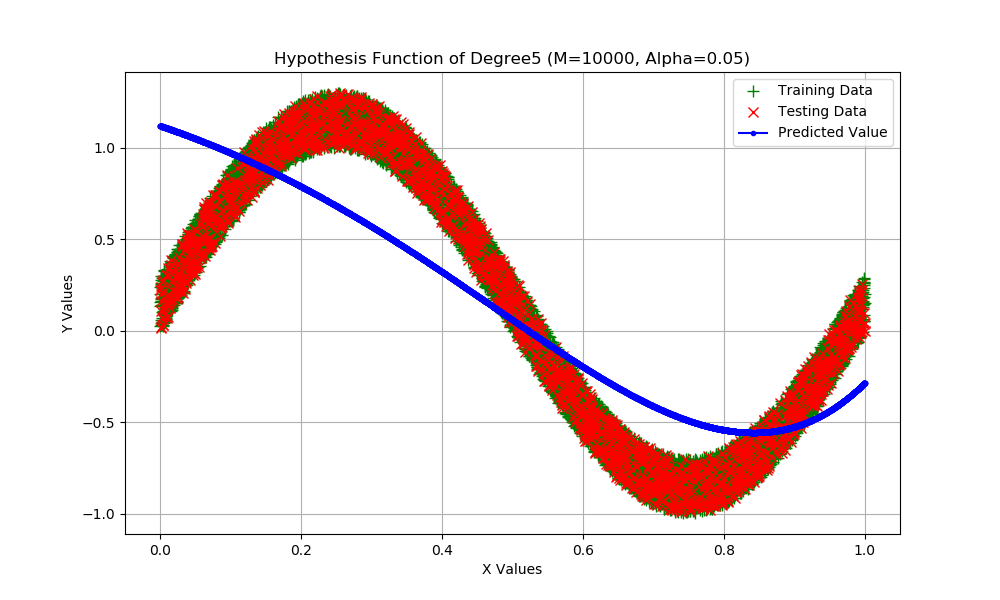 Hypothesis Function of Degree5 (M=10000, Alpha=0.05)
Training Data
Testing Data
Predicted Value
Y Values
1.0
0.5
0.0
−0.5
−1.0
0.0 0.2 0.4 0.6 0.8 1.0
X Values